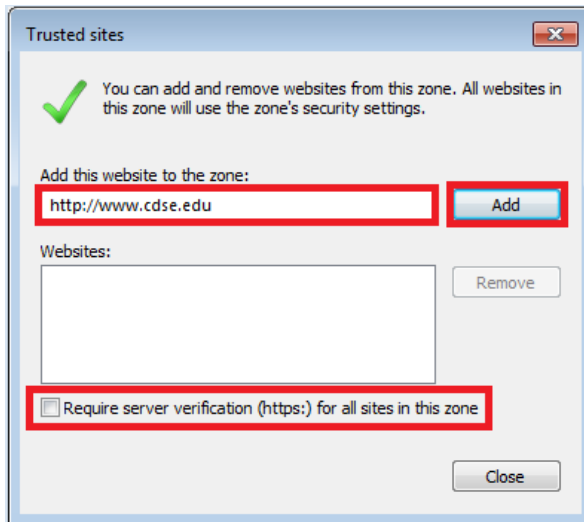 Trusted sites
You can add and remove websites from this zone. All websites in
this zone will use the zone's security settings.
Add this website to the zone:
http://www.cdse.edu
Add
Websites:
Remove
Require server verification (https:) for all sites in this zone
Close